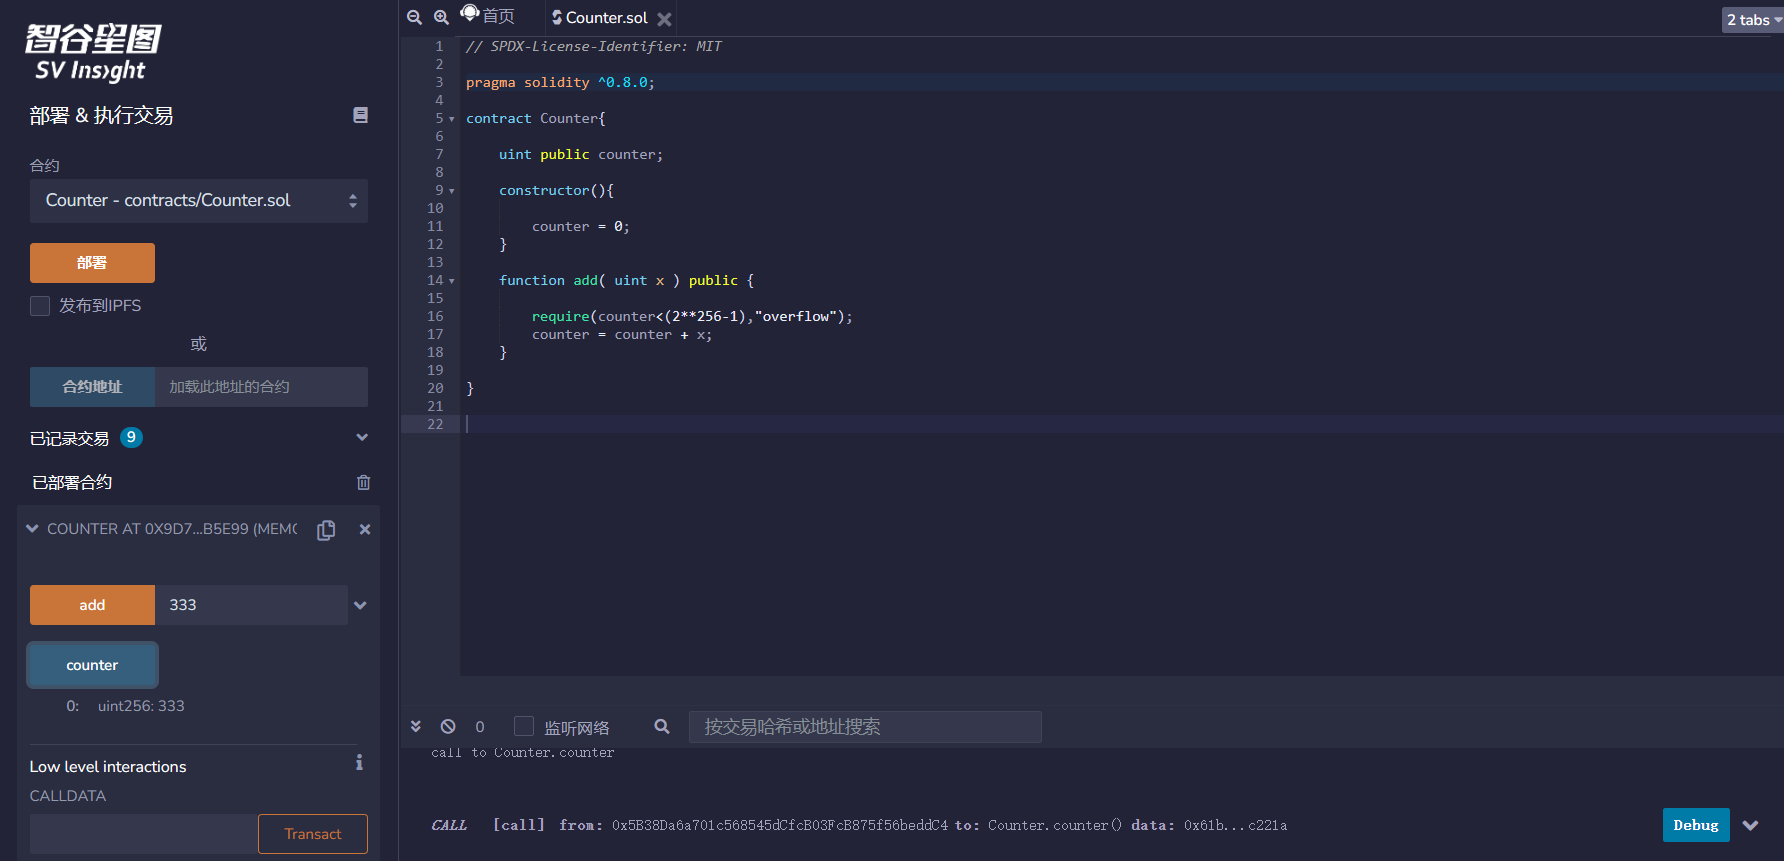 智谷星图
SV Insight
部署 & 执行交易
合约
Counter - contracts/Counter.sol
部署
发布到IPFS
或
合约地址 加载此地址的合约
已记录交易 9
已部署合约
COUNTER AT 0X9D7...B5E99 (MEMO
add 333
counter
0: uint256: 333
Low level interactions
CALLDATA
Transact
首页 Counter.sol 2 tabs
1 // SPDX-License-Identifier: MIT
2
3 pragma solidity ^0.8.0;
4
5 contract Counter{
6
7 uint public counter;
8
9 constructor(){
10
11 counter = 0;
12 }
13
14 function add( uint x ) public {
15
16 require(counter<(2**256-1),"overflow");
17 counter = counter + x;
18 }
19
20 }
21
22
0 监听网络 按交易哈希或地址搜索
call to Counter.counter
CALL [call] from: 0x5B38Da6a701c568545dCfcB03FcB875f56beddC4 to: Counter.counter() data: 0x61b...c221a Debug